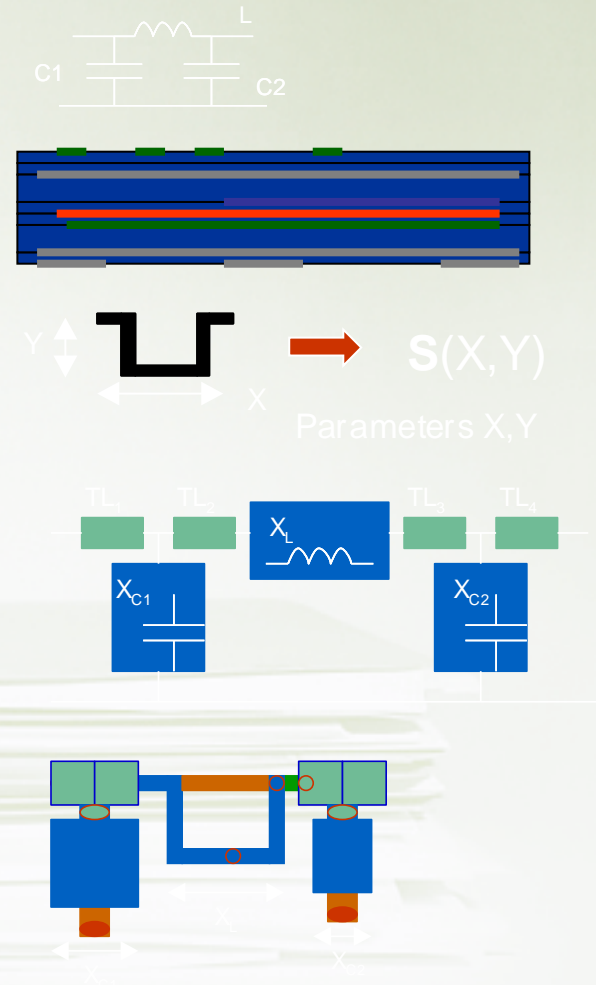 L
C1
C2
Y
S(X,Y)
X
Parameters X,Y
TL1 TL2 TL3 TL4
XL
XC1 XC2